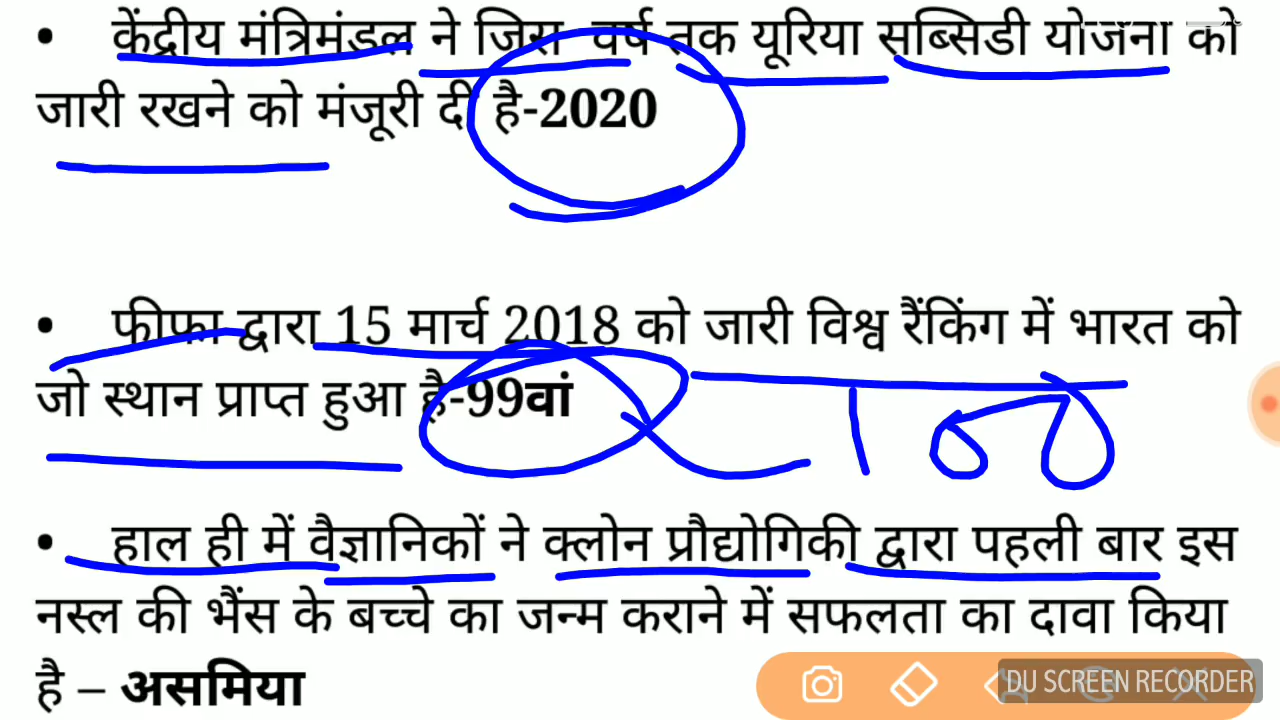 • केंद्रीय मंत्रिमंडल ने जिस वर्ष तक यूरिया सब्सिडी योजना को
जारी रखने को मंजूरी दी है-2020
• फीफा द्वारा 15 मार्च 2018 को जारी विश्व रैंकिंग में भारत को
जो स्थान प्राप्त हुआ है-99वां
100
• हाल ही में वैज्ञानिकों ने क्लोन प्रौद्योगिकी द्वारा पहली बार इस
नस्ल की भैंस के बच्चे का जन्म कराने में सफलता का दावा किया
है – असमिया
DU SCREEN RECORDER